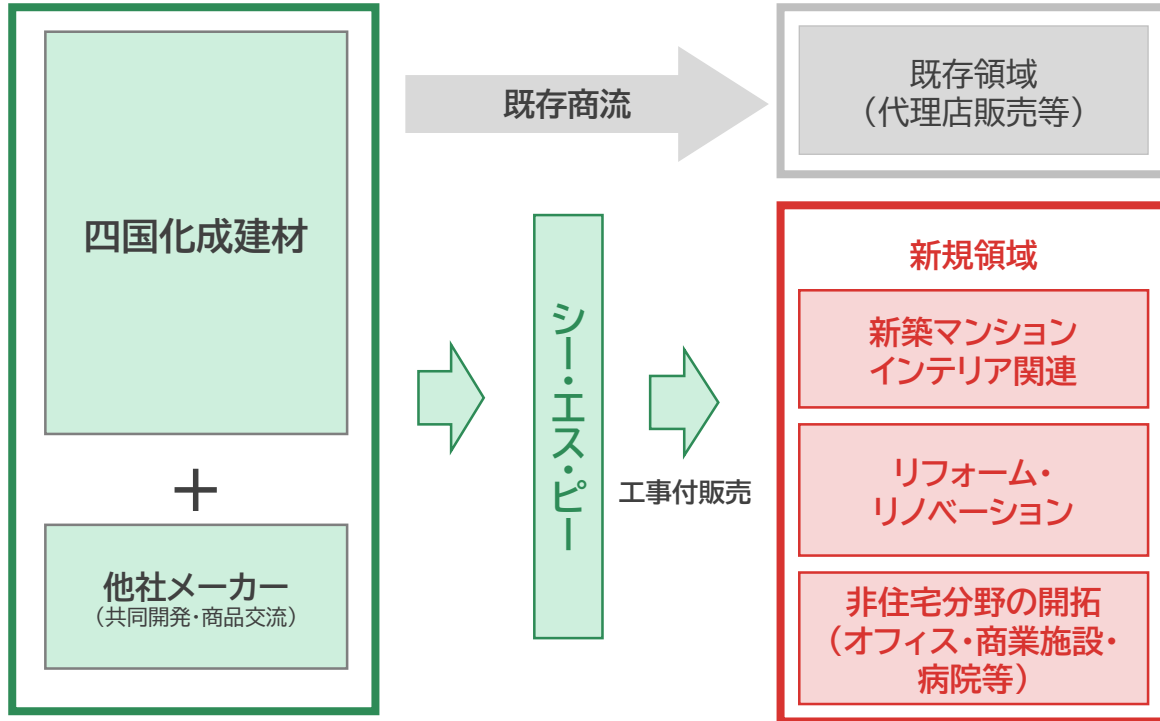 四国化成建材
＋
他社メーカー
（共同開発・商品交流）
既存商流
シー・エス・ピー
工事付販売
既存領域
（代理店販売等）
新規領域
新築マンション
インテリア関連
リフォーム・
リノベーション
非住宅分野の開拓
（オフィス・商業施設・
病院等）